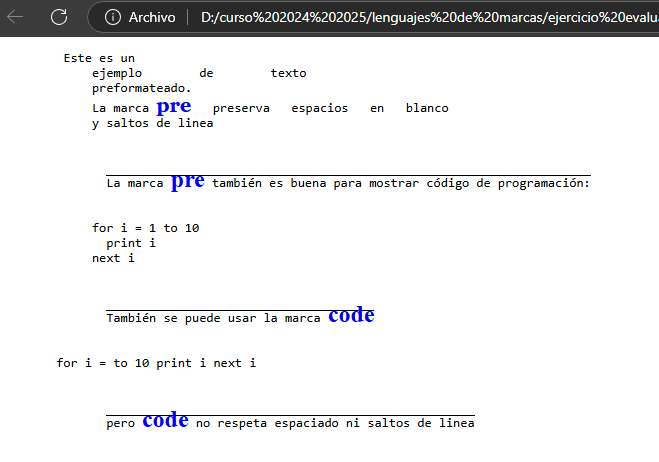 Archivo | D:/curso%202024%202025/lenguajes%20de%20marcas/ejercicio%20evalu
Este es un
ejemplo de texto
preformateado.
La marca pre preserva espacios en blanco
y saltos de linea
La marca pre también es buena para mostrar código de programación:
for i = 1 to 10
print i
next i
También se puede usar la marca code
for i = to 10 print i next i
pero code no respeta espaciado ni saltos de linea